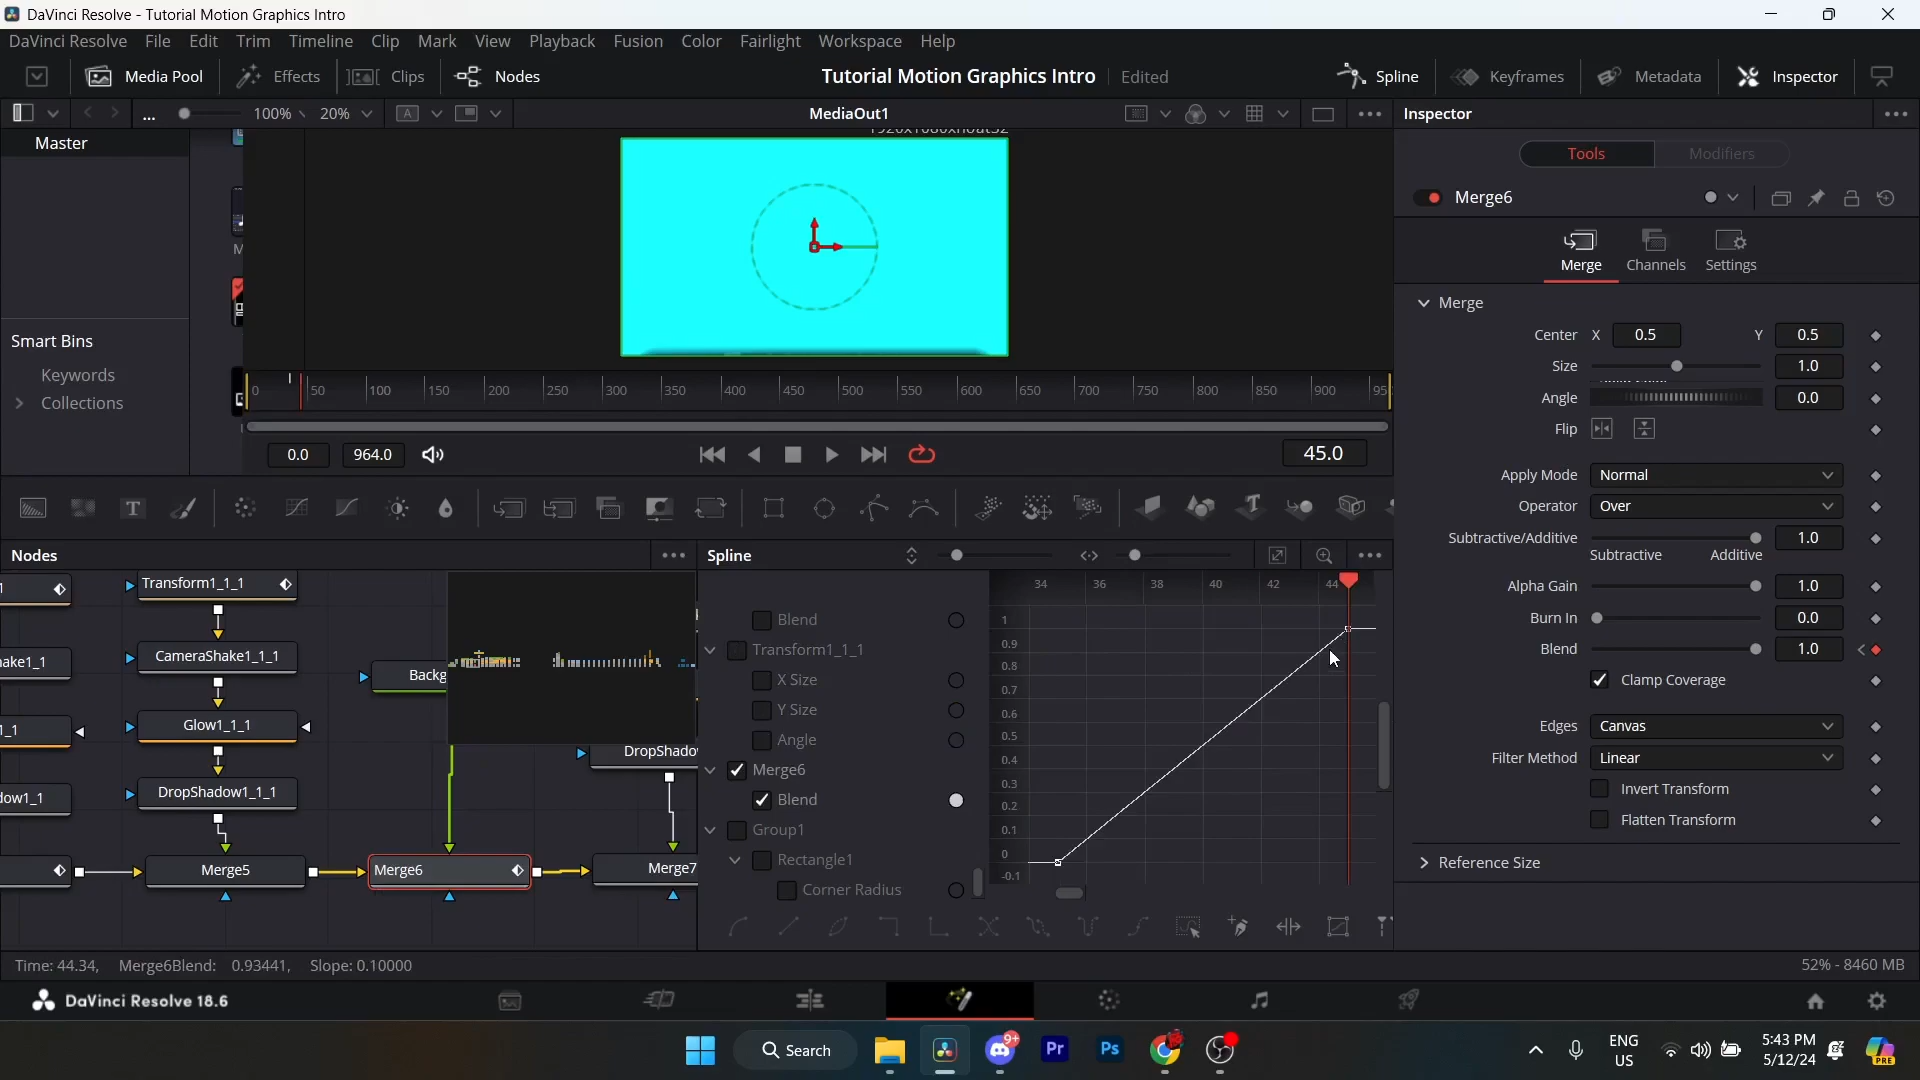 DaVinci Resolve - Tutorial Motion Graphics Intro
DaVinci Resolve File Edit Trim Timeline Clip Mark View Playback Fusion Color Fairlight Workspace Help
Media Pool Effects Clips Nodes Tutorial Motion Graphics Intro Edited Spline Keyframes Metadata Inspector
... 100% 20% A MediaOut1 Inspector
Master
Tools Modifiers
Merge6
Merge Channels Settings
Merge
Center X 0.5 Y 0.5
Size 1.0
Angle 0.0
Flip
Smart Bins
Keywords
Collections
M
0 50 100 150 200 250 300 350 400 450 500 550 600 650 700 750 800 850 900 95
0.0 964.0 45.0
Apply Mode Normal
Operator Over
Subtractive/Additive 1.0
Subtractive Additive
Alpha Gain 1.0
Burn In 0.0
Blend 1.0
Clamp Coverage
Edges Canvas
Filter Method Linear
Invert Transform
Flatten Transform
Reference Size
T
Nodes
Transform1_1_1
ake1_1
CameraShake1_1_1
Backg
1_1
Glow1_1_1
DropShado
low1_1
DropShadow1_1_1
Merge5
Merge6
Merge7
Spline
34 36 38 40 42 44
Blend
Transform1_1_1
X Size
Y Size
Angle
Merge6
Blend
Group1
Rectangle1
Corner Radius
1
0.9
0.8
0.7
0.6
0.5
0.4
0.3
0.2
0.1
0
-0.1
Time: 44.34, Merge6Blend: 0.93441, Slope: 0.10000 52% - 8460 MB
DaVinci Resolve 18.6
Search
9+
Pr
Ps
ENG
US
5:43 PM
5/12/24
PRE